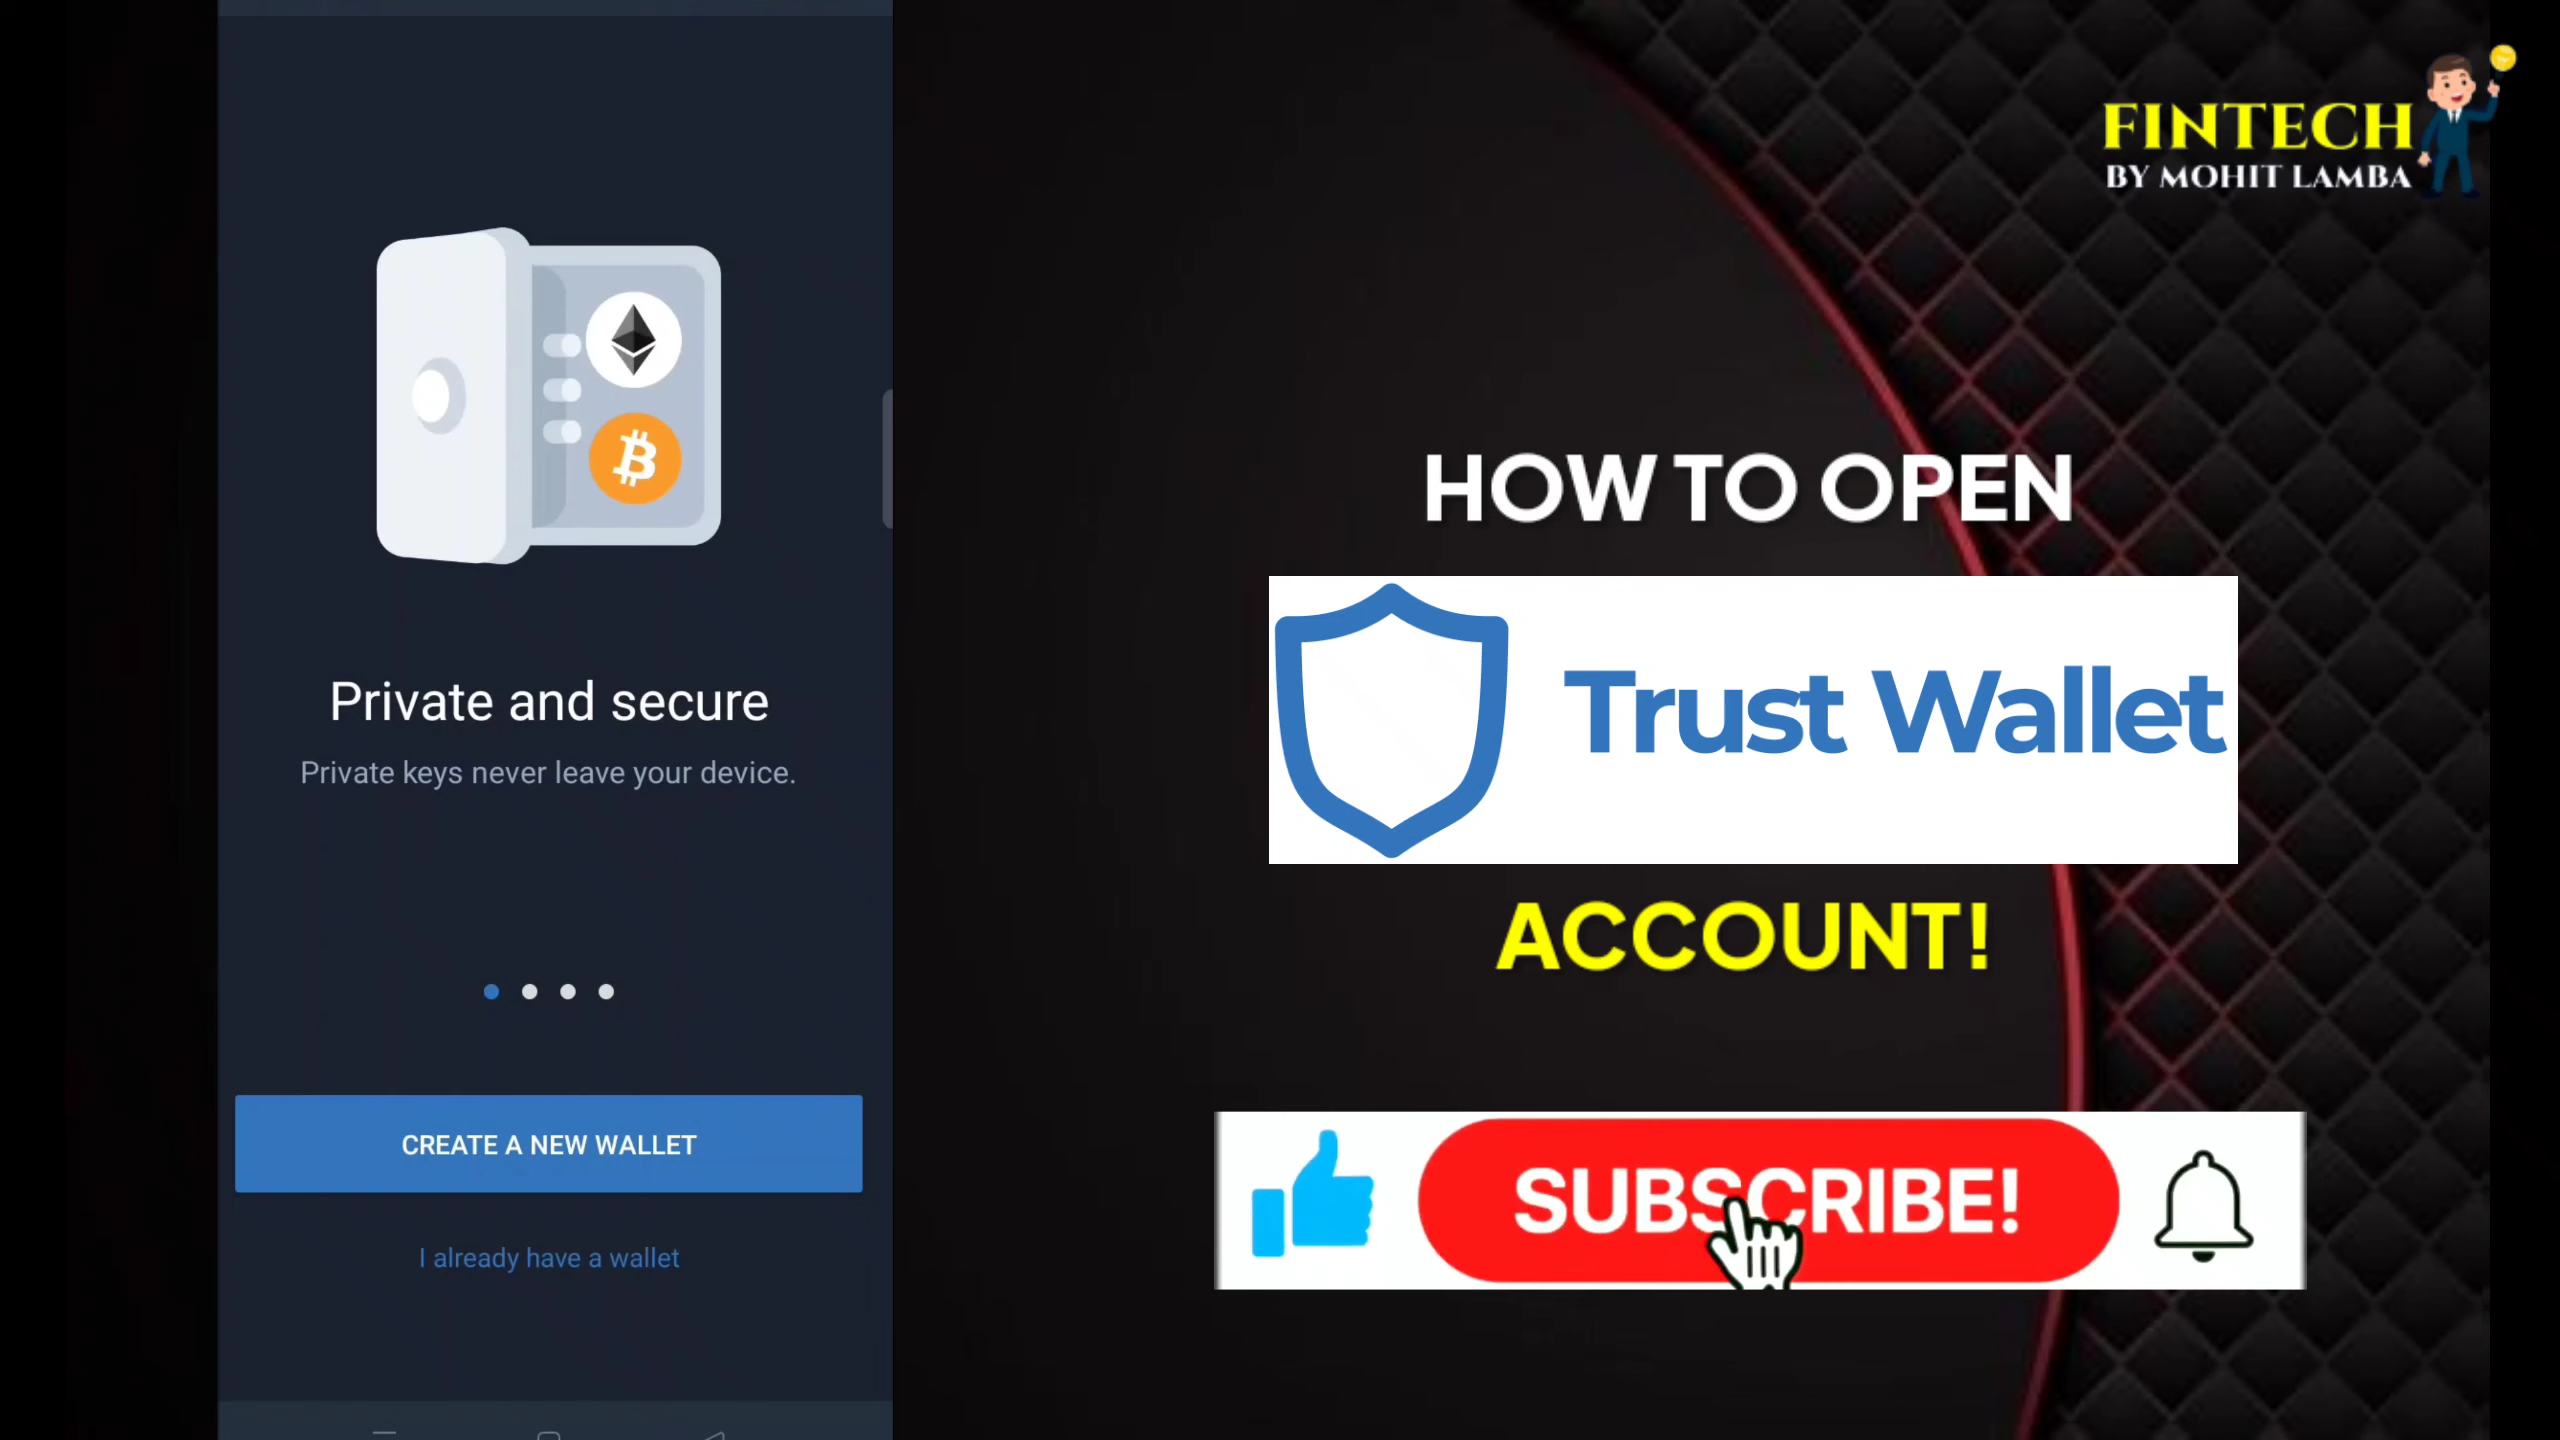 Private and secure
Private keys never leave your device.
CREATE A NEW WALLET
I already have a wallet
FINTECH
BY MOHIT LAMBA
HOW TO OPEN
Trust Wallet
ACCOUNT!
SUBSCRIBE!